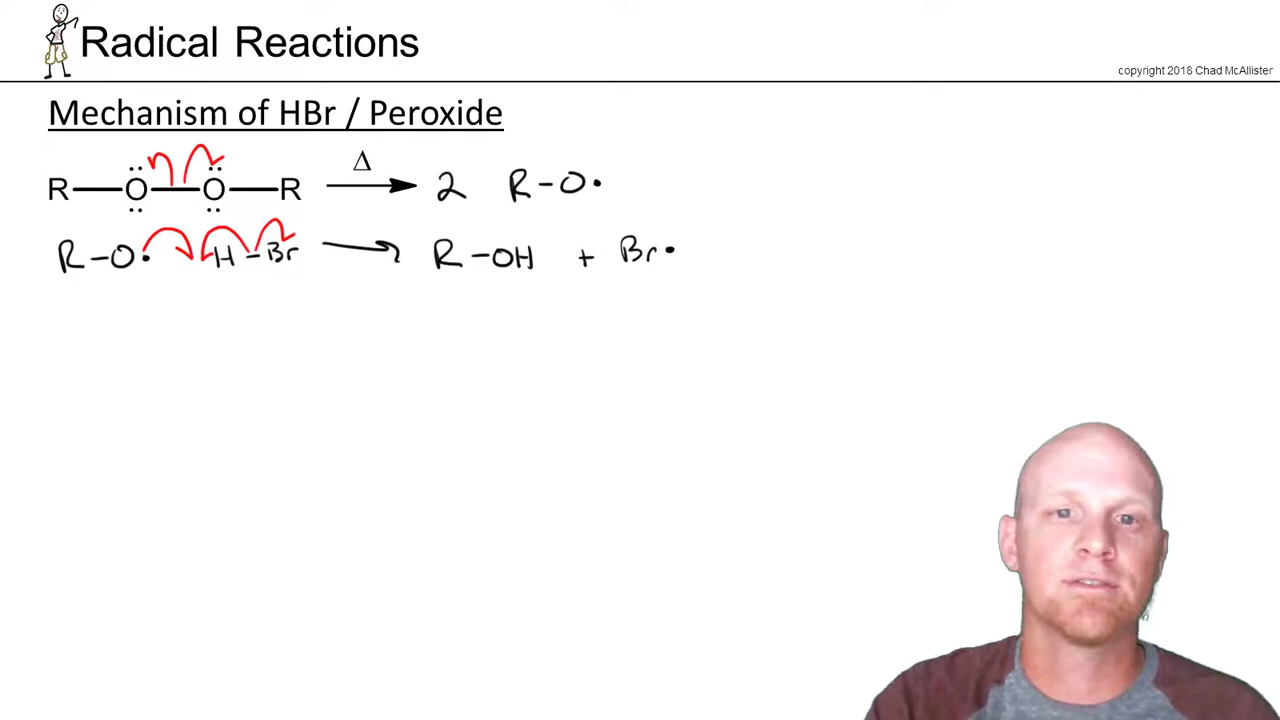 Radical Reactions
copyright 2018 Chad McAllister
Mechanism of HBr / Peroxide
R—O—O—R Δ 2 R-O•
R-O• H-Br → R-OH + Br•